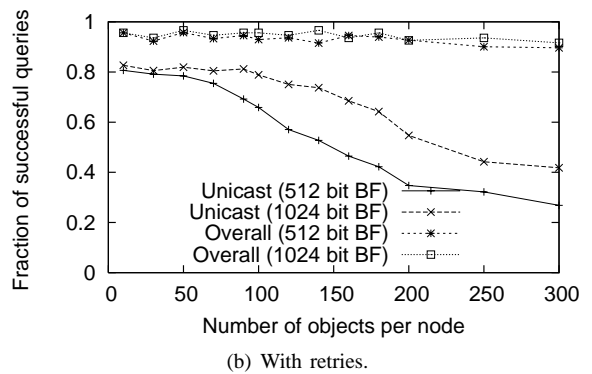 1
0.8
0.6
0.4
0.2
0
Fraction of successful queries
Unicast (512 bit BF)
Unicast (1024 bit BF)
Overall (512 bit BF)
Overall (1024 bit BF)
0 50 100 150 200 250 300
Number of objects per node
(b) With retries.